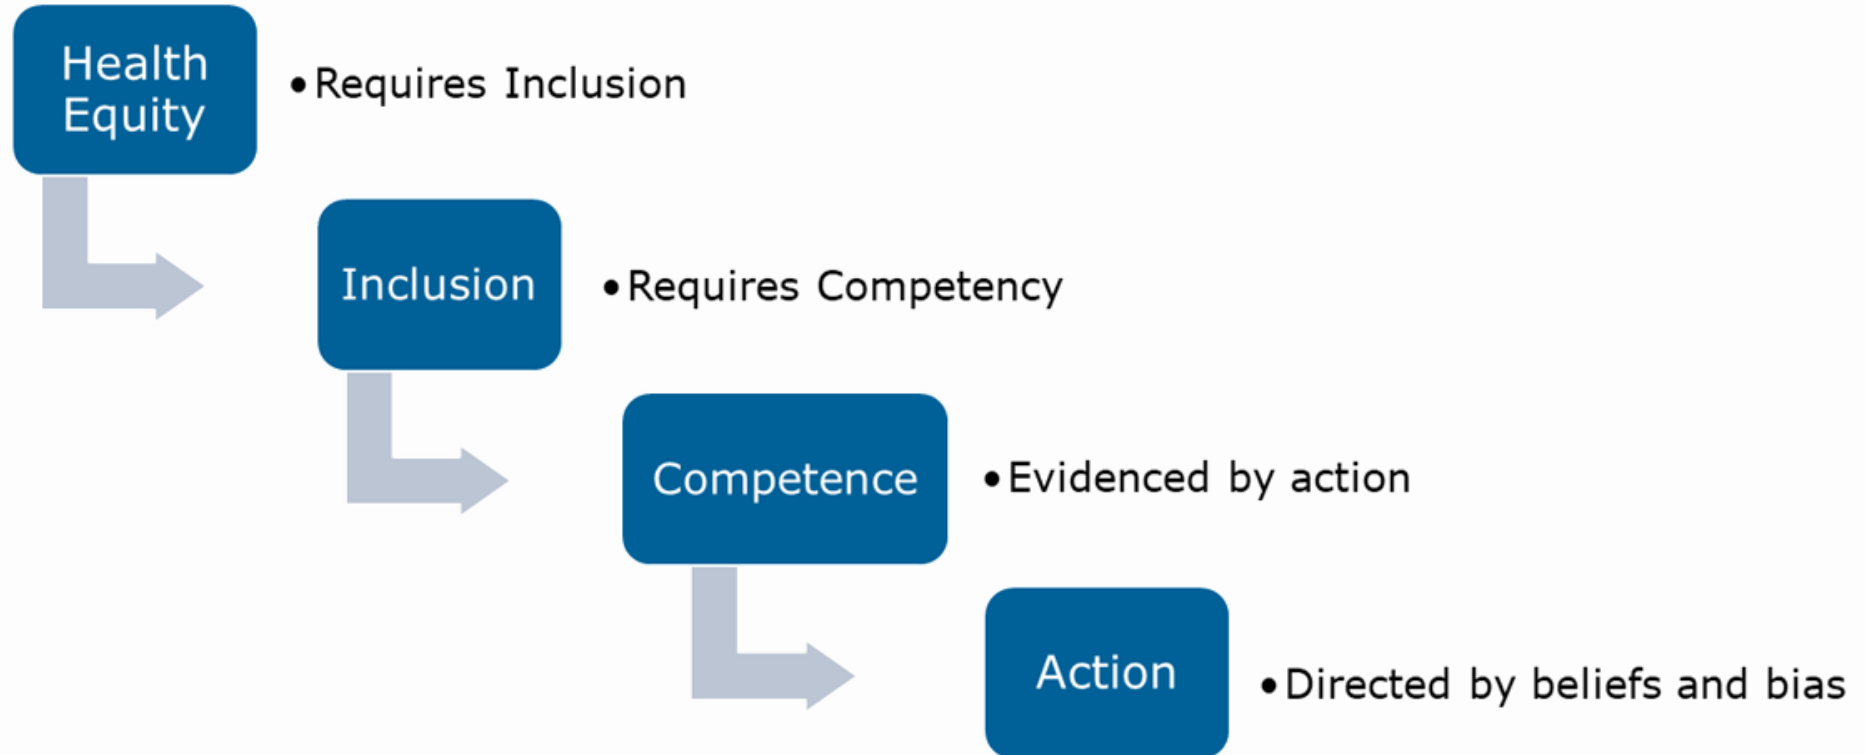 Health
Equity
•Requires Inclusion
Inclusion
•Requires Competency
Competence
•Evidenced by action
Action
•Directed by beliefs and bias